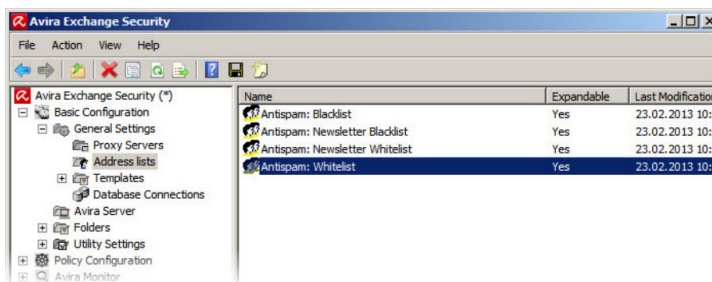 Avira Exchange Security
File Action View Help
Avira Exchange Security (*)
Basic Configuration
General Settings
Proxy Servers
Address lists
Templates
Database Connections
Avira Server
Folders
Utility Settings
Policy Configuration
Avira Monitor
Name Expandable Last Modificatio
Antispam: Blacklist Yes 23.02.2013 10:
Antispam: Newsletter Blacklist Yes 23.02.2013 10:
Antispam: Newsletter Whitelist Yes 23.02.2013 10:
Antispam: Whitelist Yes 23.02.2013 10: